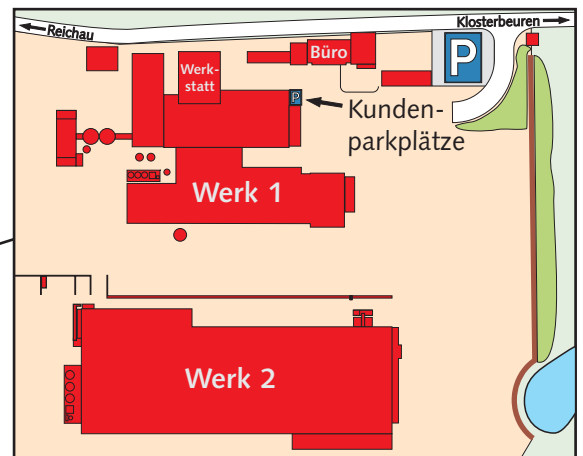 Reichau
Klosterbeuren
Büro
P
Werk-
statt
P
Kunden-
parkplätze
Werk 1
Werk 2